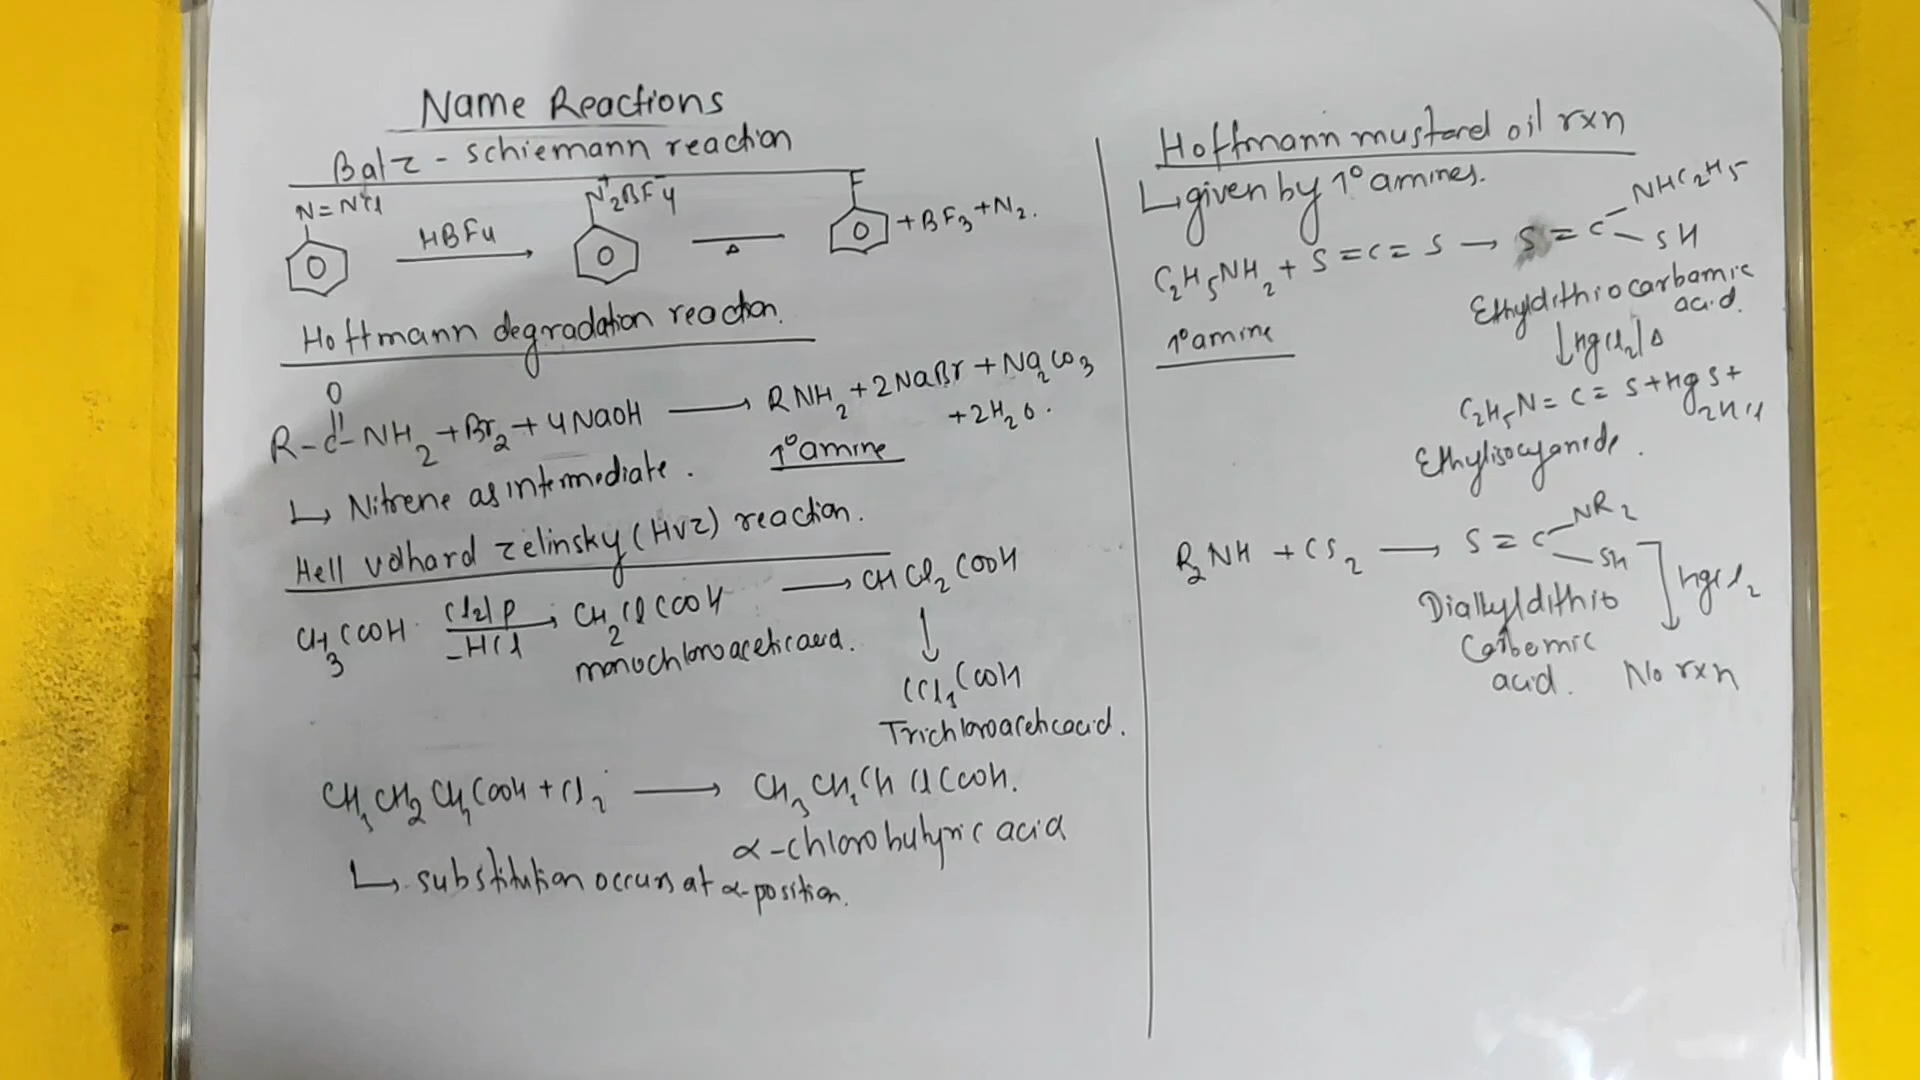 Name Reactions
Balz - schiemann reaction
N=N+Cl
HBF4
N2+BF4-
Δ
F
+BF3+N2.
Hoffmann degradation reaction.
O
R-C-NH2+Br2+4NaOH → RNH2+2NaBr+Na2CO3
+2H2O.
1° amine
↳ Nitrene as intermediate.
Hell volhard zelinsky (HVZ) reaction.
CH3COOH Cl2/P → CH2ClCOOH → CHCl2COOH
-HCl
monochloroaceticacid.
↓
CCl3COOH
Trichloroaceticacid.
CH3CH2CH2COOH+Cl2 → CH3CH2CHClCOOH.
α-chlorobutyric acid
↳ substitution occurs at α-position.
Hoffmann mustard oil rxn
↳ given by 1° amines.
C2H5NH2+S=C=S → S=C
NHC2H5
SH
1° amine
Ethyldithiocarbamic
acid.
↓HgCl2/Δ
C2H5N=C=S+HgS+
2HCl
Ethylisocyanide.
R2NH+CS2 → S=C
NR2
SH
HgCl2
Dialkyldithio
Carbamic
acid.
No rxn